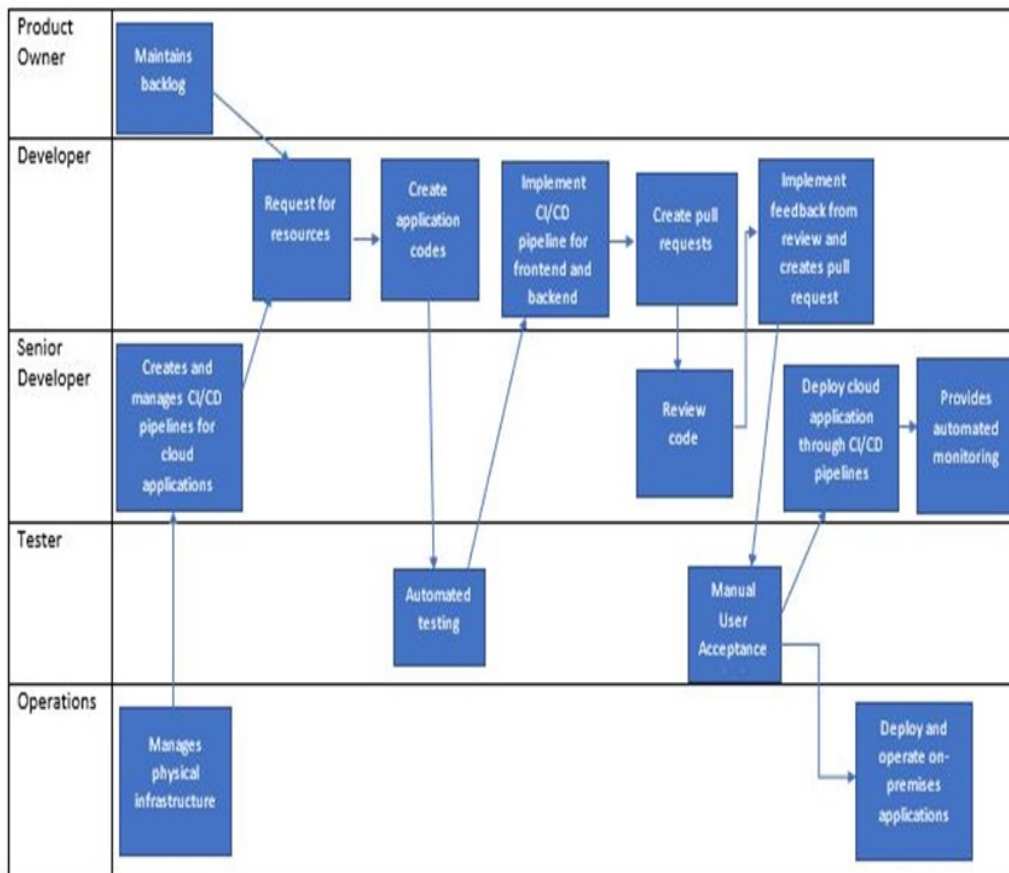 Product
Owner
Maintains
backlog
Developer
Request for
resources
Create
application
codes
Implement
CI/CD
pipeline for
frontend and
backend
Create pull
requests
Implement
feedback from
review and
creates pull
request
Senior
Developer
Creates and
manages CI/CD
pipelines for
cloud
applications
Review
code
Deploy cloud
application
through CI/CD
pipelines
Provides
automated
monitoring
Tester
Automated
testing
Manual
User
Acceptance
Operations
Manages
physical
infrastructure
Deploy and
operate on-
premises
applications